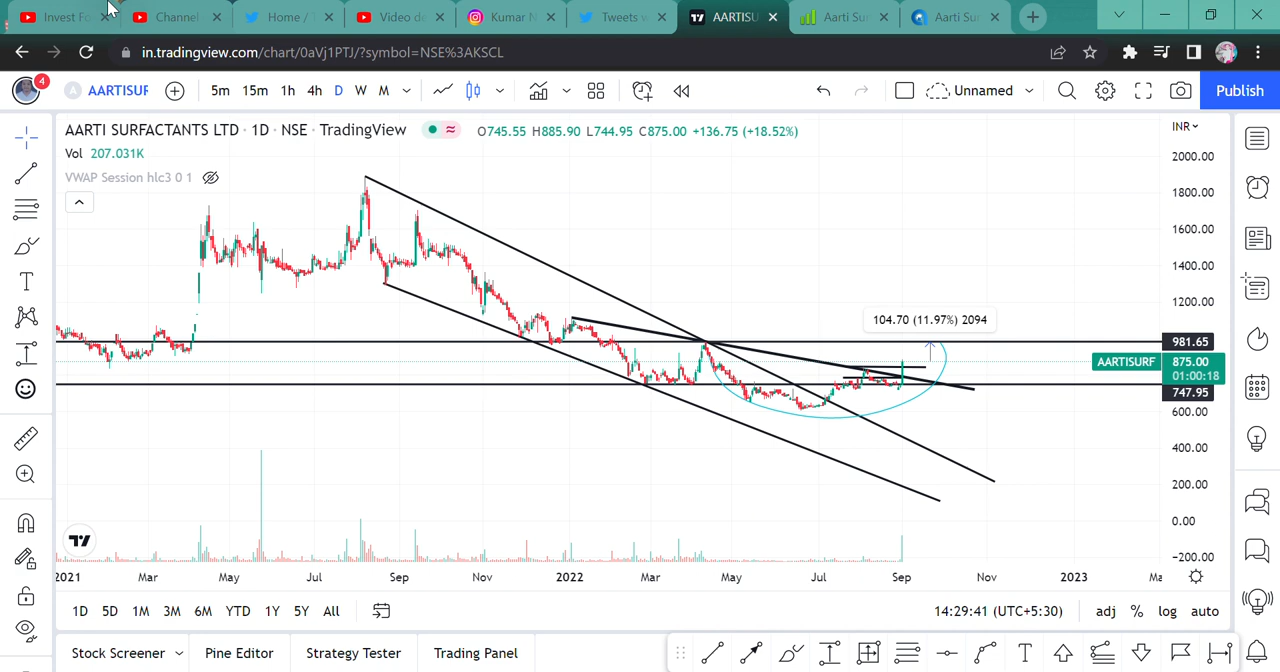 Invest Fo
Channel
Home / T
Video de
Kumar N
Tweets w
AARTISU
Aarti Sur
Aarti Sur
in.tradingview.com/chart/0aVj1PTJ/?symbol=NSE%3AKSCL
4
A AARTISUF
5m 15m 1h 4h D W M
Unnamed
Publish
AARTI SURFACTANTS LTD · 1D · NSE · TradingView
O745.55 H885.90 L744.95 C875.00 +136.75 (+18.52%)
INR
Vol 207.031K
VWAP Session hlc3 0 1
2000.00
1800.00
1600.00
1400.00
1200.00
104.70 (11.97%) 2094
981.65
AARTISURF 875.00
01:00:18
747.95
600.00
400.00
200.00
0.00
−200.00
2021 Mar May Jul Sep Nov 2022 Mar May Jul Sep Nov 2023 Ma
1D 5D 1M 3M 6M YTD 1Y 5Y All
14:29:41 (UTC+5:30)
adj % log auto
Stock Screener
Pine Editor
Strategy Tester
Trading Panel